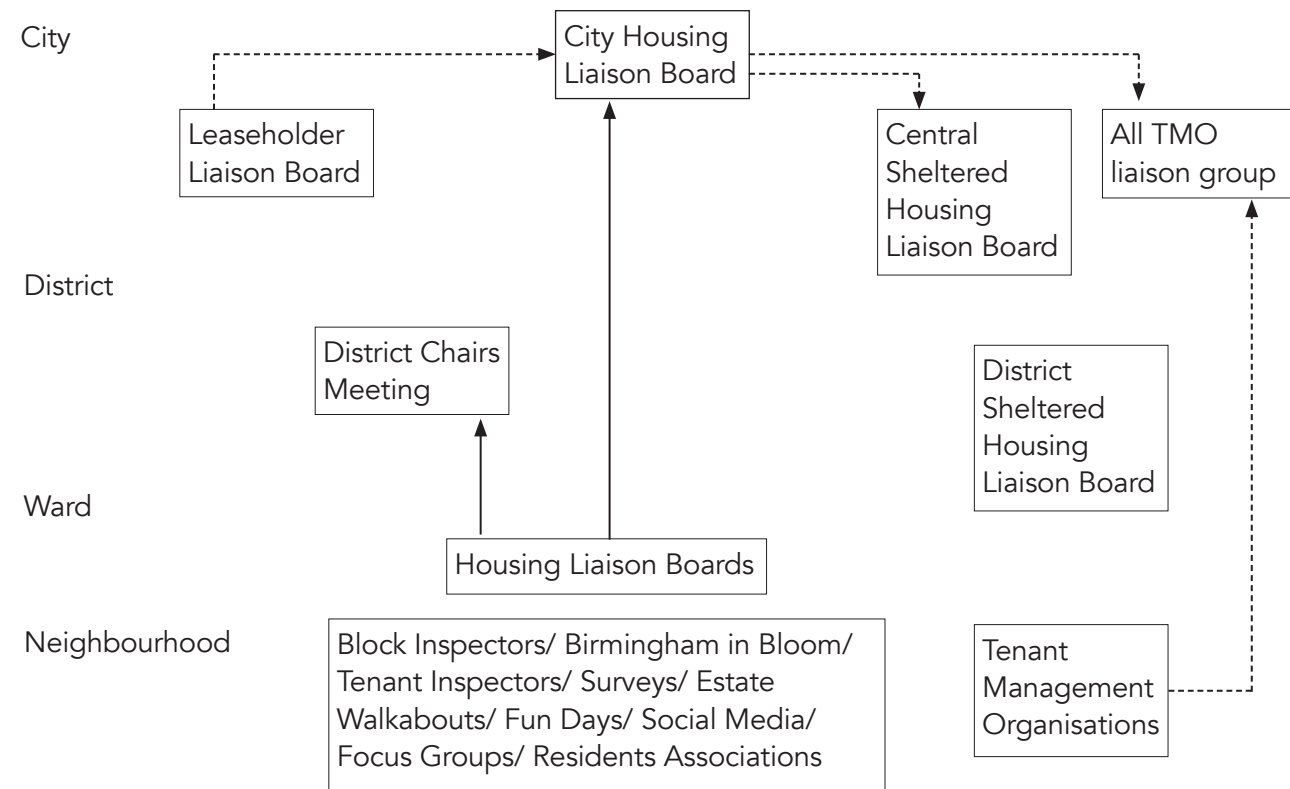 City
City Housing
Liaison Board
Leaseholder
Liaison Board
Central
Sheltered
Housing
Liaison Board
All TMO
liaison group
District
District Chairs
Meeting
District
Sheltered
Housing
Liaison Board
Ward
Housing Liaison Boards
Neighbourhood
Block Inspectors/ Birmingham in Bloom/
Tenant Inspectors/ Surveys/ Estate
Walkabouts/ Fun Days/ Social Media/
Focus Groups/ Residents Associations
Tenant
Management
Organisations